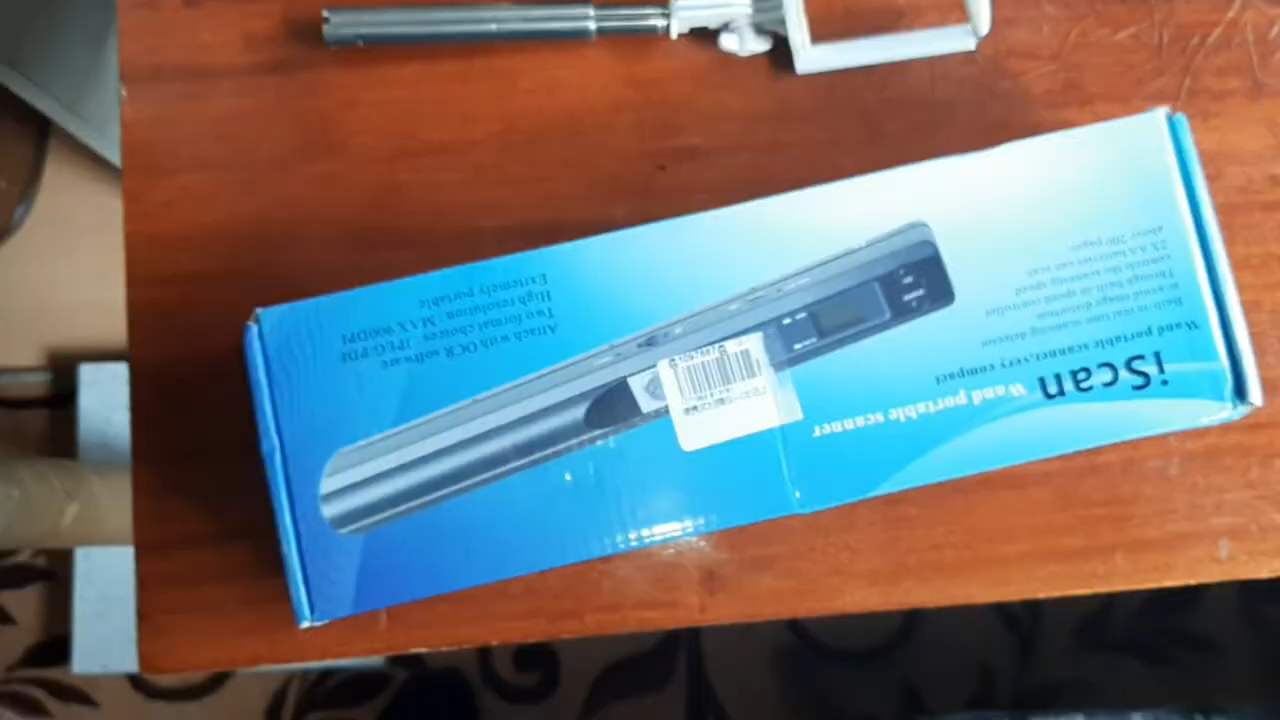 iScan Wand portable scanner
Wand portable scanner,very compact
Built-in real time scanning detector
to avoid image distortion
Through built-in speed controller
controls the scanning speed
2X AA batteries can scan
above 200 pages.
Attach with OCR software
Two format choices : JPEG/PDF
High resolution : MAX 900DPI
Extremely portable